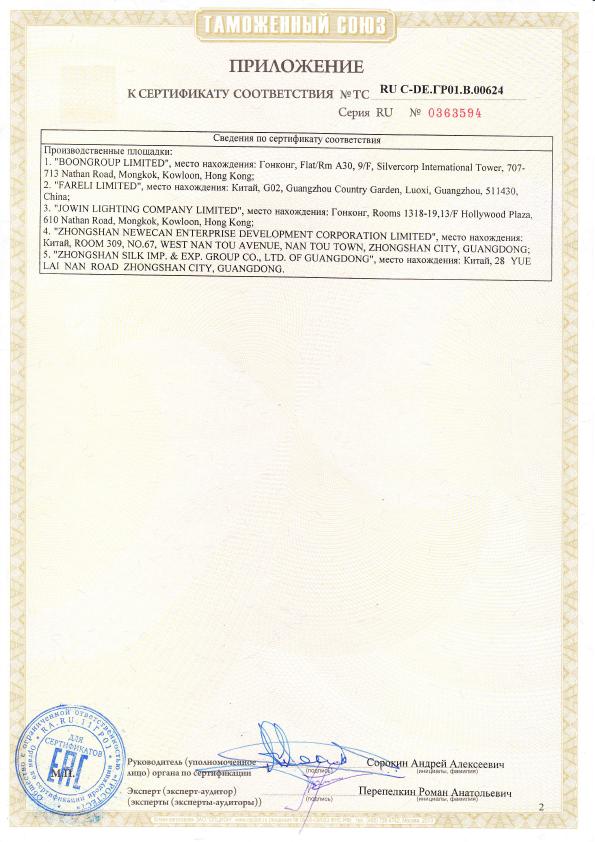 ТАМОЖЕННЫЙ СОЮЗ
ПРИЛОЖЕНИЕ
К СЕРТИФИКАТУ СООТВЕТСТВИЯ № ТС RU C-DE.ГР01.В.00624
Серия RU № 0363594
Сведения по сертификату соответствия
Производственные площадки:
1. "BOONGROUP LIMITED", место нахождения: Гонконг, Flat/Rm A30, 9/F, Silvercorp International Tower, 707-
713 Nathan Road, Mongkok, Kowloon, Hong Kong;
2. "FARELI LIMITED", место нахождения: Китай, G02, Guangzhou Country Garden, Luoxi, Guangzhou, 511430,
China;
3. "JOWIN LIGHTING COMPANY LIMITED", место нахождения: Гонконг, Rooms 1318-19,13/F Hollywood Plaza,
610 Nathan Road, Mongkok, Kowloon, Hong Kong;
4. "ZHONGSHAN NEWECAN ENTERPRISE DEVELOPMENT CORPORATION LIMITED", место нахождения:
Китай, ROOM 309, NO.67, WEST NAN TOU AVENUE, NAN TOU TOWN, ZHONGSHAN CITY, GUANGDONG;
5. "ZHONGSHAN SILK IMP. & EXP. GROUP CO., LTD. OF GUANGDONG", место нахождения: Китай, 28 YUE
LAI NAN ROAD ZHONGSHAN CITY, GUANGDONG.
ДЛЯ
СЕРТИФИКАТОВ
ЕАС
М.П.
Руководитель (уполномоченное
лицо) органа по сертификации
(подпись)
Сорокин Андрей Алексеевич
(инициалы, фамилия)
Эксперт (эксперт-аудитор)
(эксперты (эксперты-аудиторы))
(подпись)
Перепелкин Роман Анатольевич
(инициалы, фамилия)
2